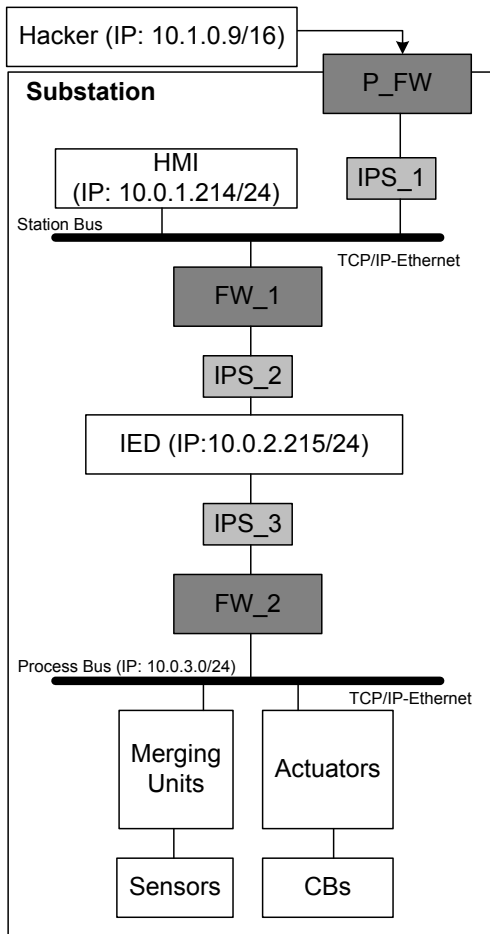 Hacker (IP: 10.1.0.9/16)
P_FW
Substation
HMI
(IP: 10.0.1.214/24)
IPS_1
Station Bus
TCP/IP-Ethernet
FW_1
IPS_2
IED (IP:10.0.2.215/24)
IPS_3
FW_2
Process Bus (IP: 10.0.3.0/24)
TCP/IP-Ethernet
Merging
Units
Actuators
Sensors
CBs